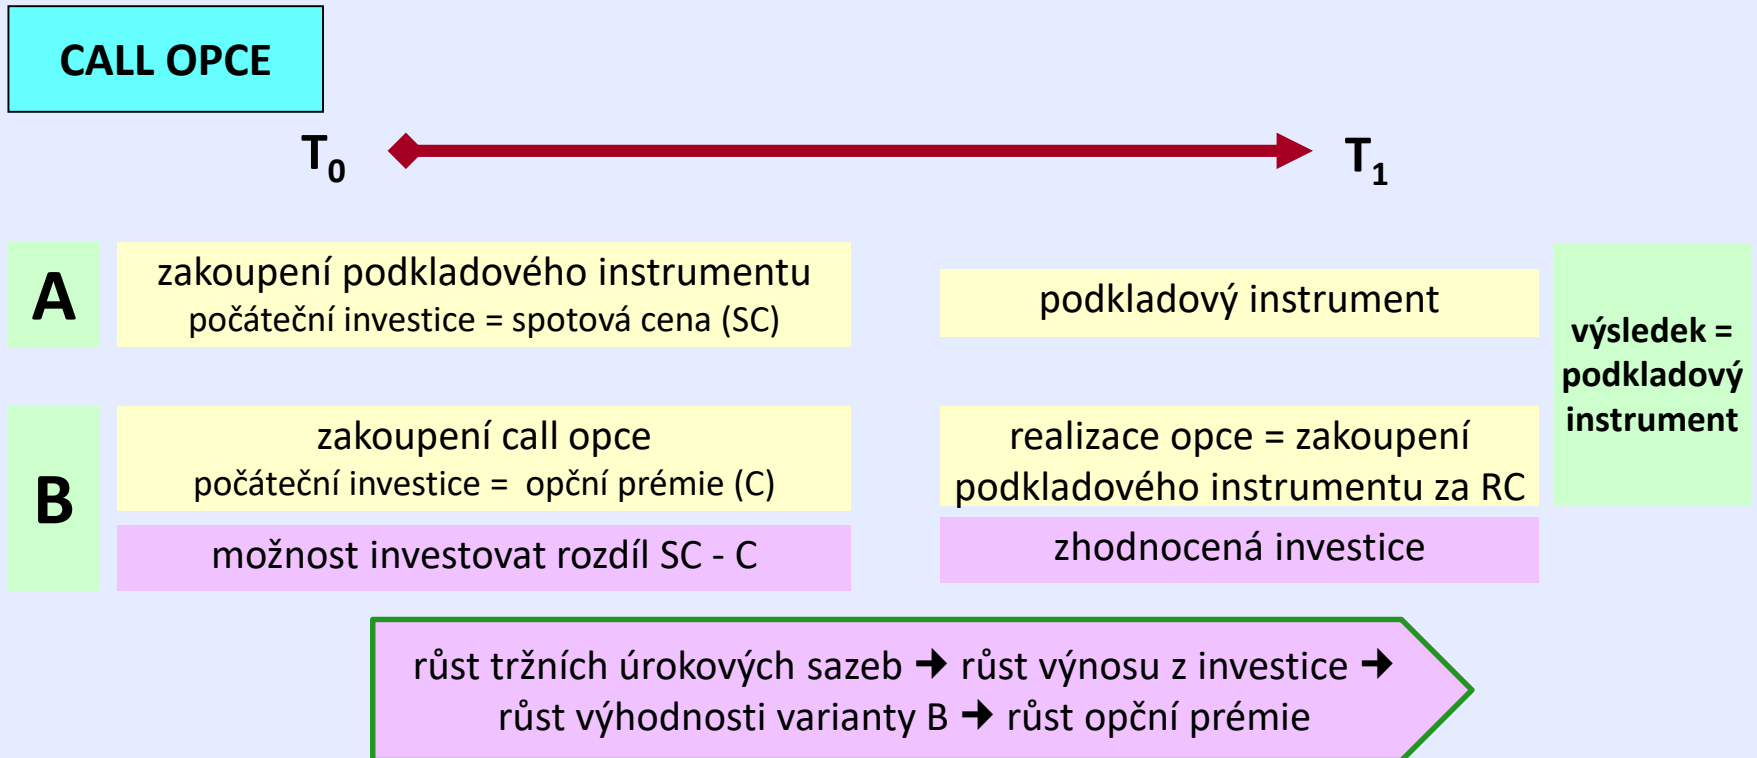 CALL OPCE
T0
T1
A
zakoupení podkladového instrumentu
počáteční investice = spotová cena (SC)
podkladový instrument
výsledek =
podkladový
instrument
B
zakoupení call opce
počáteční investice = opční prémie (C)
realizace opce = zakoupení
podkladového instrumentu za RC
možnost investovat rozdíl SC - C
zhodnocená investice
růst tržních úrokových sazeb → růst výnosu z investice →
růst výhodnosti varianty B → růst opční prémie